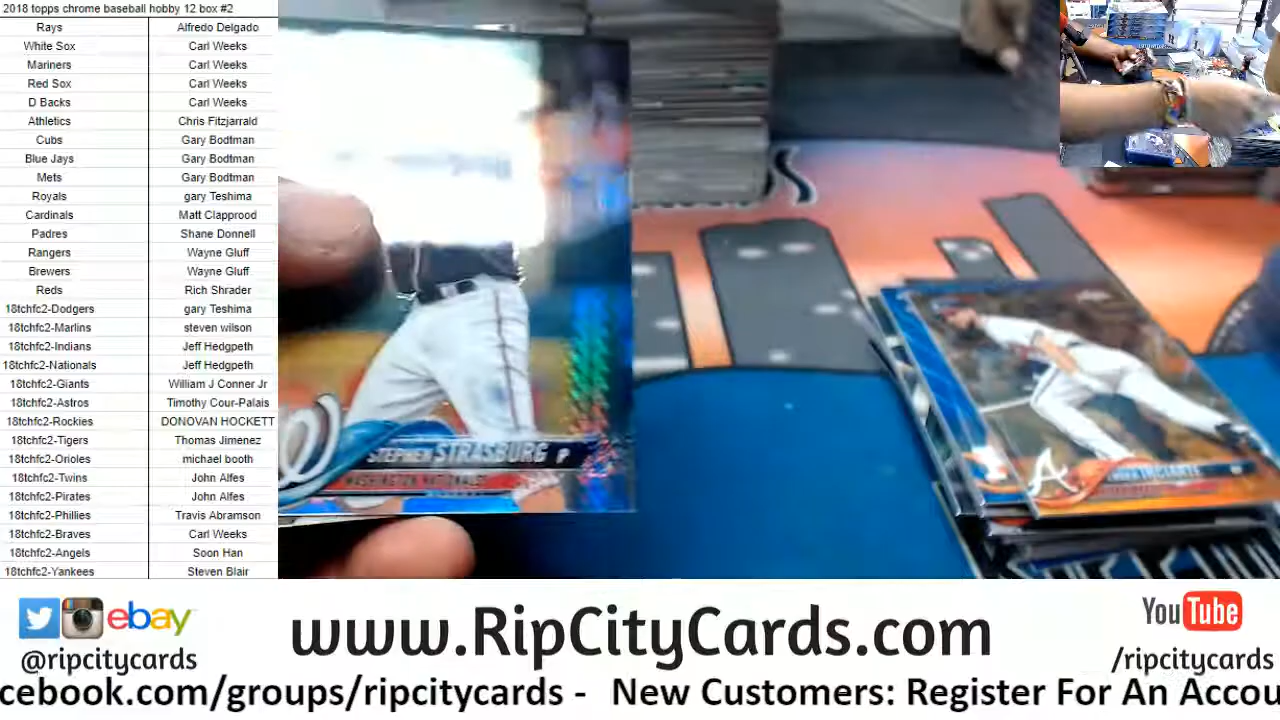 2018 topps chrome baseball hobby 12 box #2
Rays Alfredo Delgado
White Sox Carl Weeks
Mariners Carl Weeks
Red Sox Carl Weeks
D Backs Carl Weeks
Athletics Chris Fitzjarrald
Cubs Gary Bodtman
Blue Jays Gary Bodtman
Mets Gary Bodtman
Royals gary Teshima
Cardinals Matt Clapprood
Padres Shane Donnell
Rangers Wayne Gluff
Brewers Wayne Gluff
Reds Rich Shrader
18tchfc2-Dodgers gary Teshima
18tchfc2-Marlins steven wilson
18tchfc2-Indians Jeff Hedgpeth
18tchfc2-Nationals Jeff Hedgpeth
18tchfc2-Giants William J Conner Jr
18tchfc2-Astros Timothy Cour-Palais
18tchfc2-Rockies DONOVAN HOCKETT
18tchfc2-Tigers Thomas Jimenez
18tchfc2-Orioles michael booth
18tchfc2-Twins John Alfes
18tchfc2-Pirates John Alfes
18tchfc2-Phillies Travis Abramson
18tchfc2-Braves Carl Weeks
18tchfc2-Angels Soon Han
18tchfc2-Yankees Steven Blair
STEPHEN STRASBURG P
WASHINGTON NATIONALS
A
ebay
@ripcitycards
www.RipCityCards.com
YouTube
/ripcitycards
cebook.com/groups/ripcitycards - New Customers: Register For An Accou